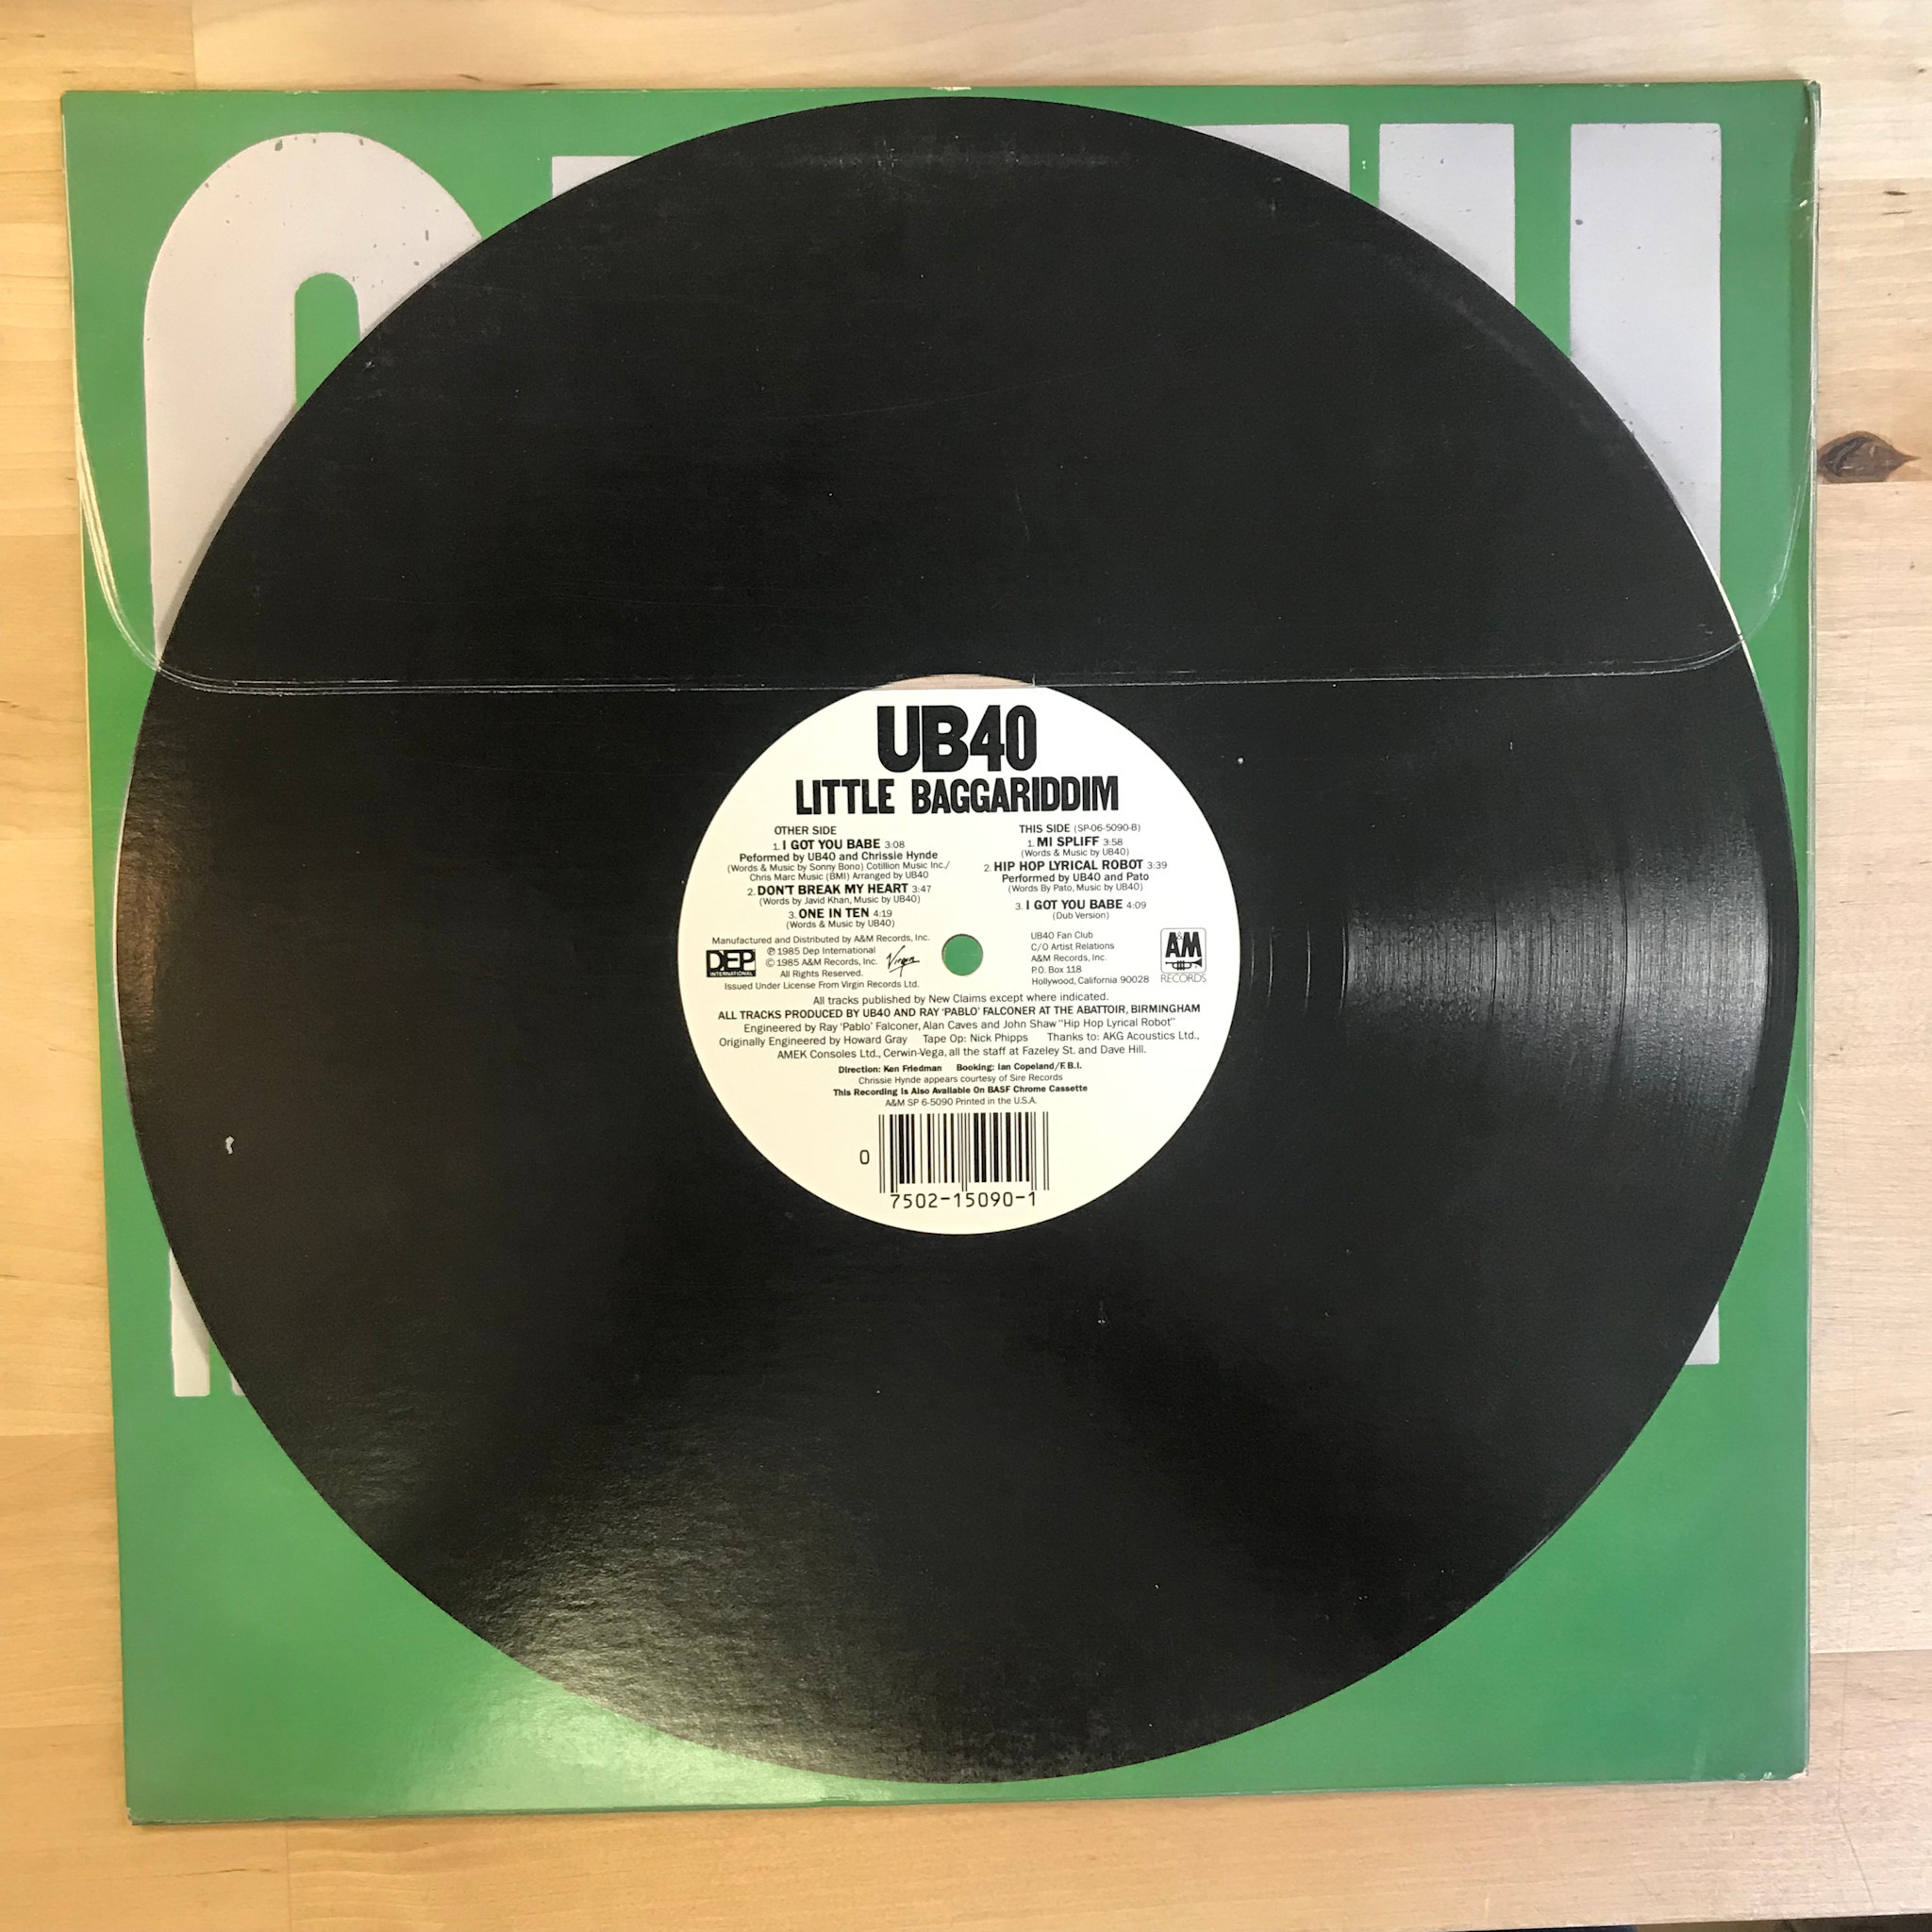 UB40
LITTLE BAGGARIDDIM
OTHER SIDE
1. I GOT YOU BABE 3:08
Peformed by UB40 and Chrissie Hynde
(Words & Music by Sonny Bono) Cotillion Music Inc./
Chris Marc Music (BMI) Arranged by UB40
2. DON'T BREAK MY HEART 3:47
(Words by Javid Khan, Music by UB40)
3. ONE IN TEN 4:19
(Words & Music by UB40)
THIS SIDE (SP-06-5090-B)
1. MI SPLIFF 3:58
(Words & Music by UB40)
2. HIP HOP LYRICAL ROBOT 3:39
Performed by UB40 and Pato
(Words By Pato, Music by UB40)
3. I GOT YOU BABE 4:09
(Dub Version)
Manufactured and Distributed by A&M Records, Inc.
℗ 1985 Dep International
© 1985 A&M Records, Inc.
All Rights Reserved.
Issued Under License From Virgin Records Ltd.
DEP
INTERNATIONAL
Virgin
UB40 Fan Club
C/O Artist Relations
A&M Records, Inc.
P.O. Box 118
Hollywood, California 90028
A&M
RECORDS
All tracks published by New Claims except where indicated.
ALL TRACKS PRODUCED BY UB40 AND RAY 'PABLO' FALCONER AT THE ABATTOIR, BIRMINGHAM
Engineered by Ray 'Pablo' Falconer, Alan Caves and John Shaw "Hip Hop Lyrical Robot"
Originally Engineered by Howard Gray Tape Op: Nick Phipps Thanks to: AKG Acoustics Ltd.,
AMEK Consoles Ltd., Cerwin-Vega, all the staff at Fazeley St. and Dave Hill.
Direction: Ken Friedman Booking: Ian Copeland/F.B.I.
Chrissie Hynde appears courtesy of Sire Records
This Recording Is Also Available On BASF Chrome Cassette
A&M SP 6-5090 Printed in the U.S.A.
0 7502-15090-1